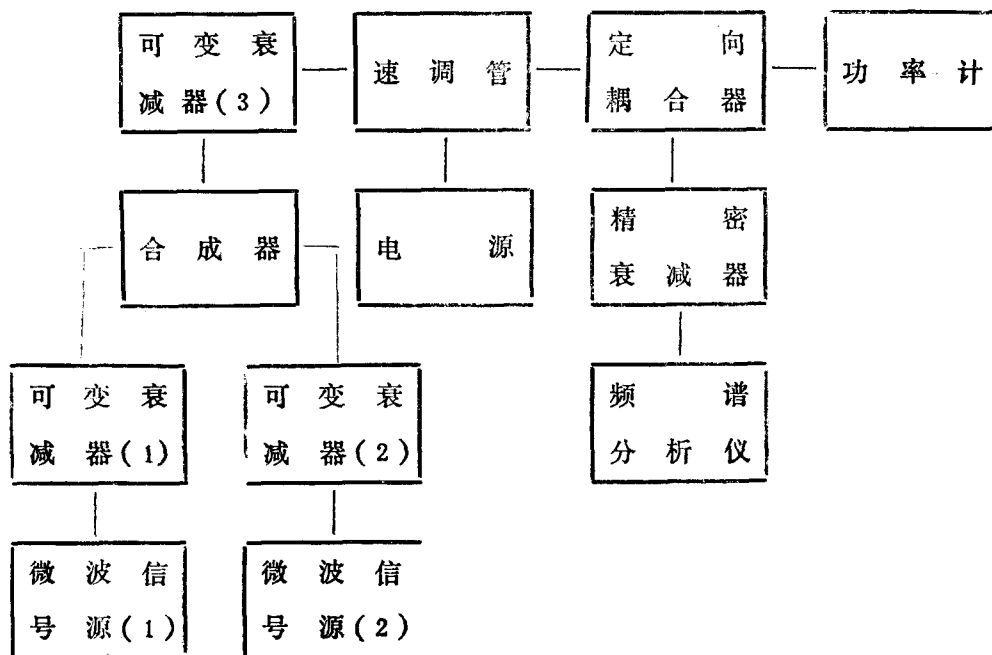 可变衰
减器(3)
速调管
定向
耦合器
功率计
合成器
电源
精密
衰减器
可变衰
减器(1)
可变衰
减器(2)
频谱
分析仪
微波信
号源(1)
微波信
号源(2)